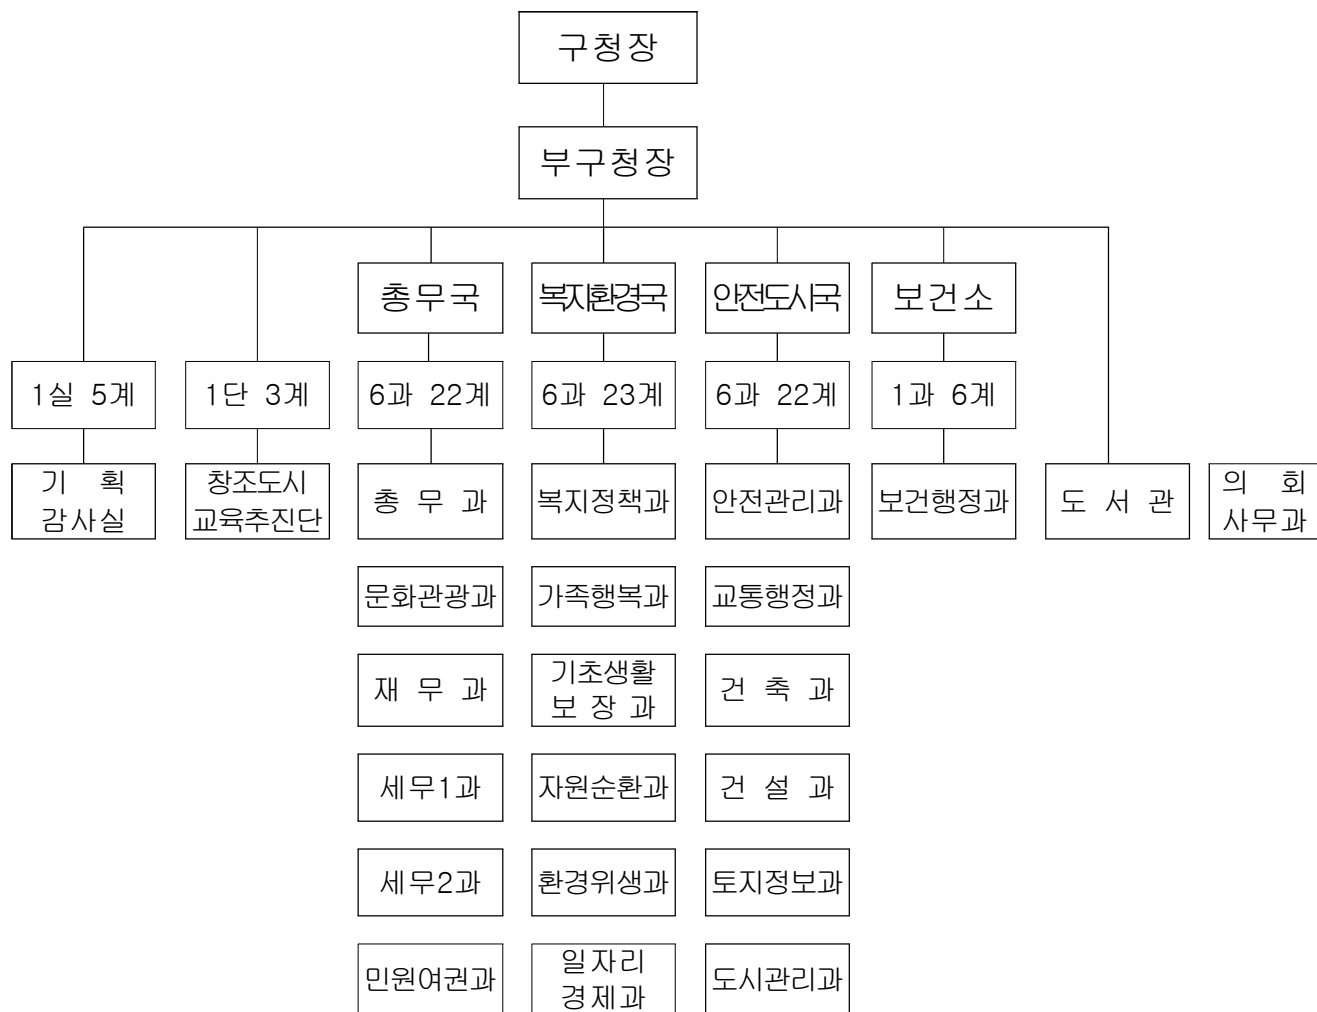 구청장
부구청장
총무국 복지환경국 안전도시국 보건소
1실 5계 1단 3계 6과 22계 6과 23계 6과 22계 1과 6계
기 획
감사실
창조도시
교육추진단
총 무 과
복지정책과
안전관리과
보건행정과
도 서 관
의 회
사무과
문화관광과 가족행복과 교통행정과
재 무 과
기초생활
보 장 과
건 축 과
세무1과 자원순환과 건 설 과
세무2과 환경위생과 토지정보과
민원여권과
일자리
경제과
도시관리과